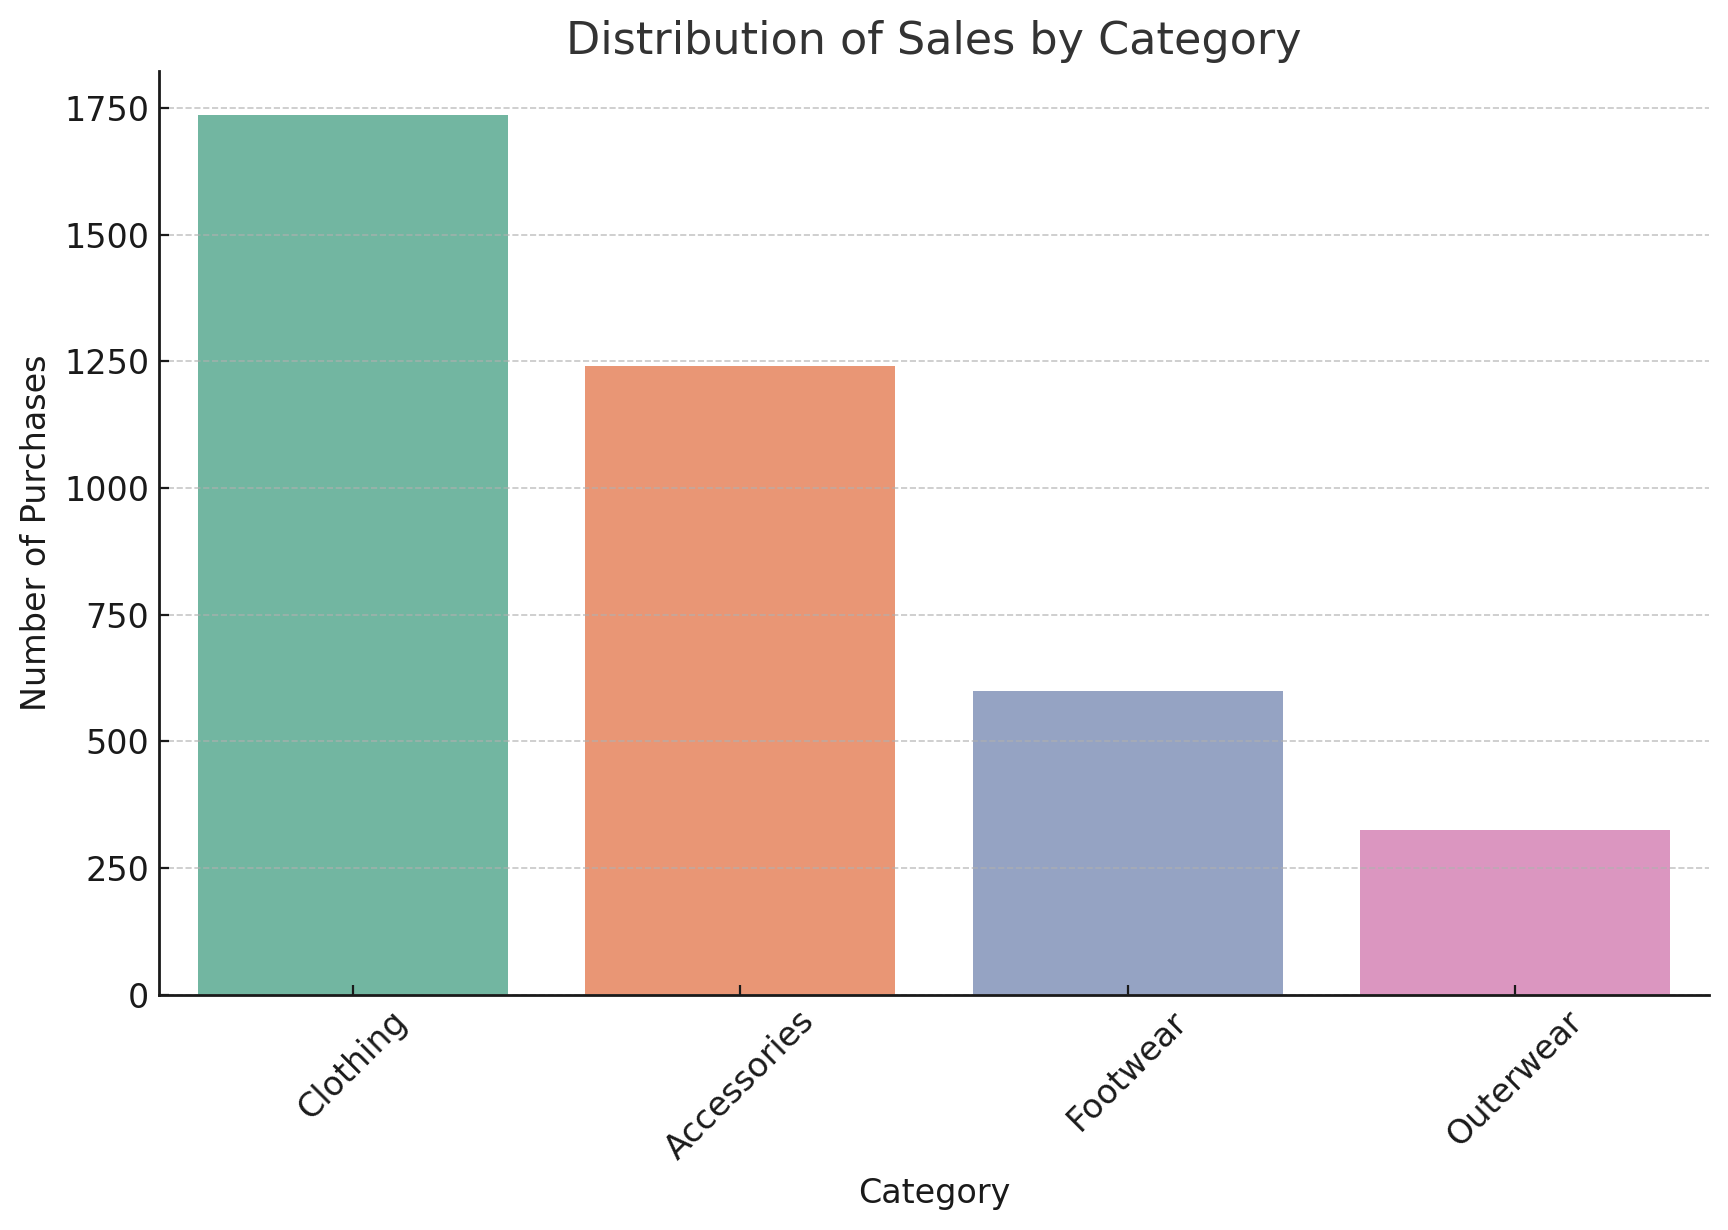 Distribution of Sales by Category
Number of Purchases
1750
1500
1250
1000
750
500
250
0
Clothing
Accessories
Footwear
Outerwear
Category